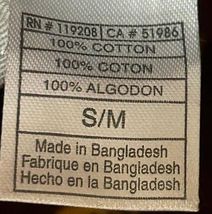 RN # 119208 | CA # 51986
100% COTTON
100% COTON
100% ALGODON
S/M
Made in Bangladesh
Fabrique en Bangladesh
Hecho en la Bangladesh